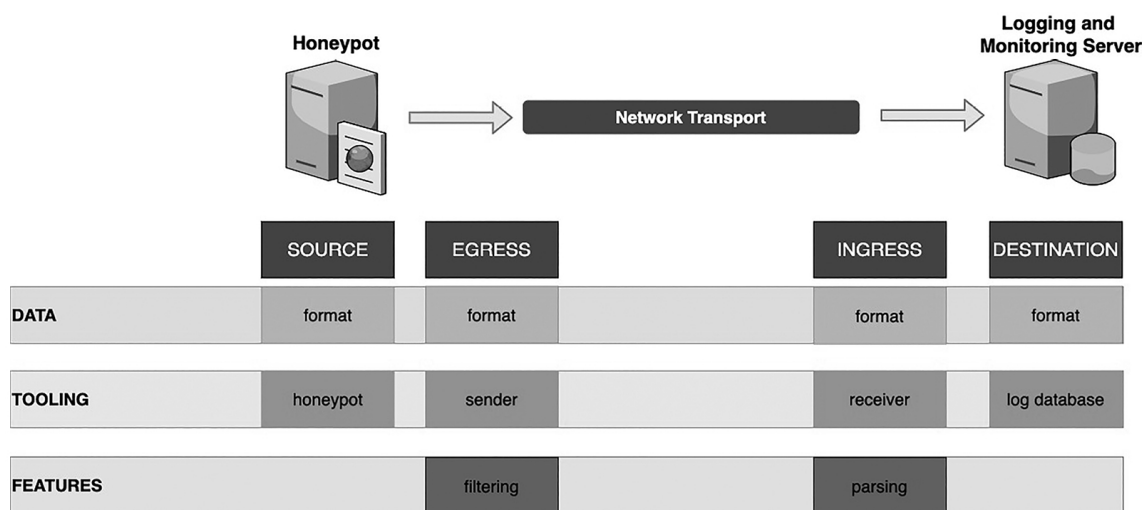 Honeypot
Logging and
Monitoring Server
Network Transport
SOURCE
EGRESS
INGRESS
DESTINATION
DATA
format
format
format
format
TOOLING
honeypot
sender
receiver
log database
FEATURES
filtering
parsing